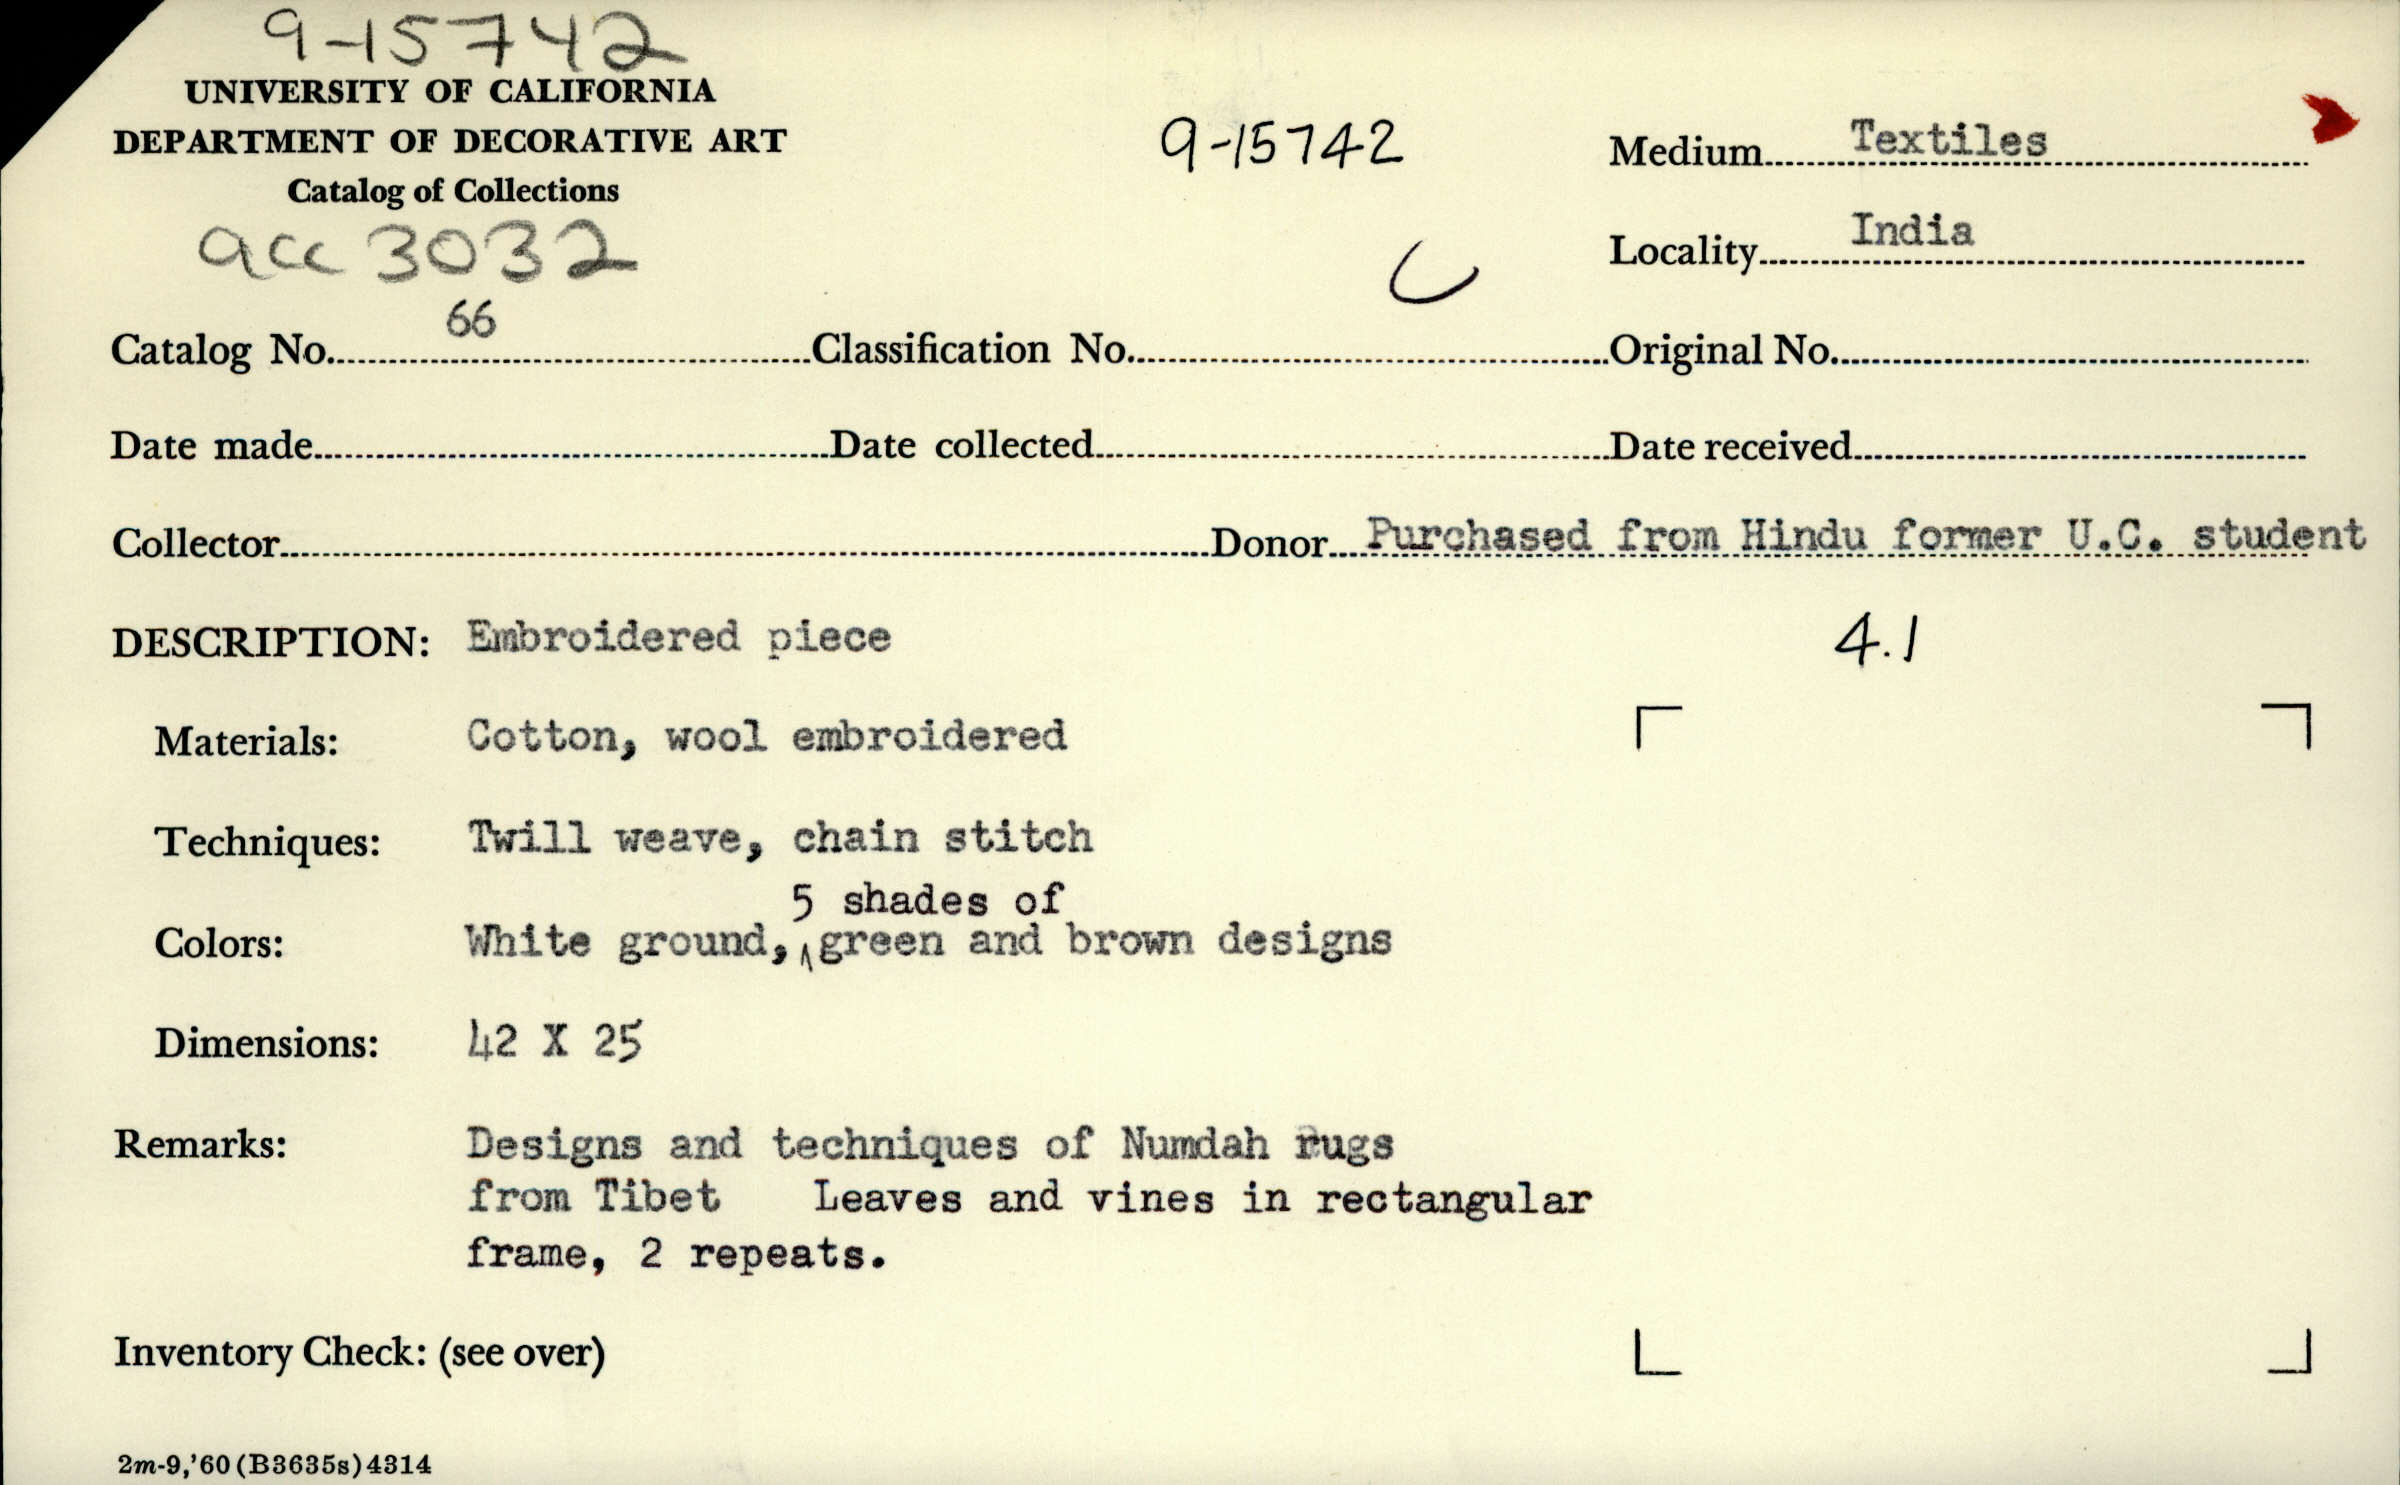 9-15742
UNIVERSITY OF CALIFORNIA
DEPARTMENT OF DECORATIVE ART
Catalog of Collections
acc 3032
9-15742
C
Medium Textiles
Locality India
Catalog No. 66 Classification No. Original No.
Date made Date collected Date received
Collector Donor Purchased from Hindu former U.C. student
DESCRIPTION: Embroidered piece
4.1
Materials: Cotton, wool embroidered
Techniques: Twill weave, chain stitch
5 shades of
Colors: White ground, ^ green and brown designs
Dimensions: 42 X 25
Remarks: Designs and techniques of Numdah rugs
from Tibet Leaves and vines in rectangular
frame, 2 repeats.
Inventory Check: (see over)
2m-9,'60 (B3635s) 4314